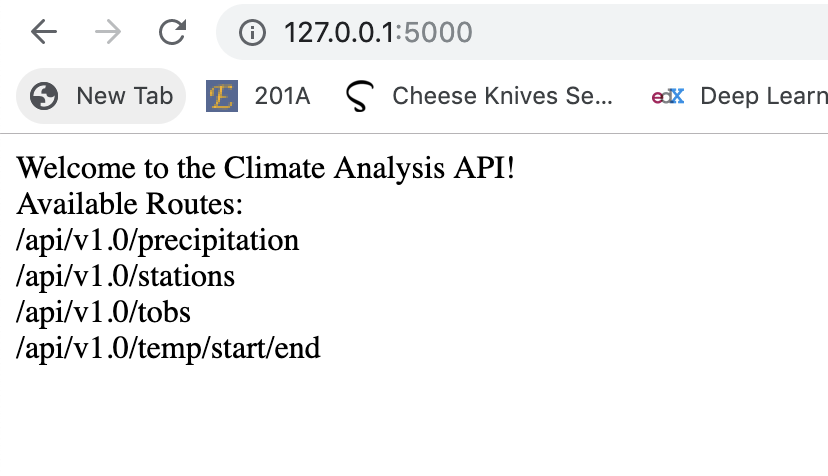 127.0.0.1:5000
New Tab 201A Cheese Knives Se... edX Deep Learn
Welcome to the Climate Analysis API!
Available Routes:
/api/v1.0/precipitation
/api/v1.0/stations
/api/v1.0/tobs
/api/v1.0/temp/start/end